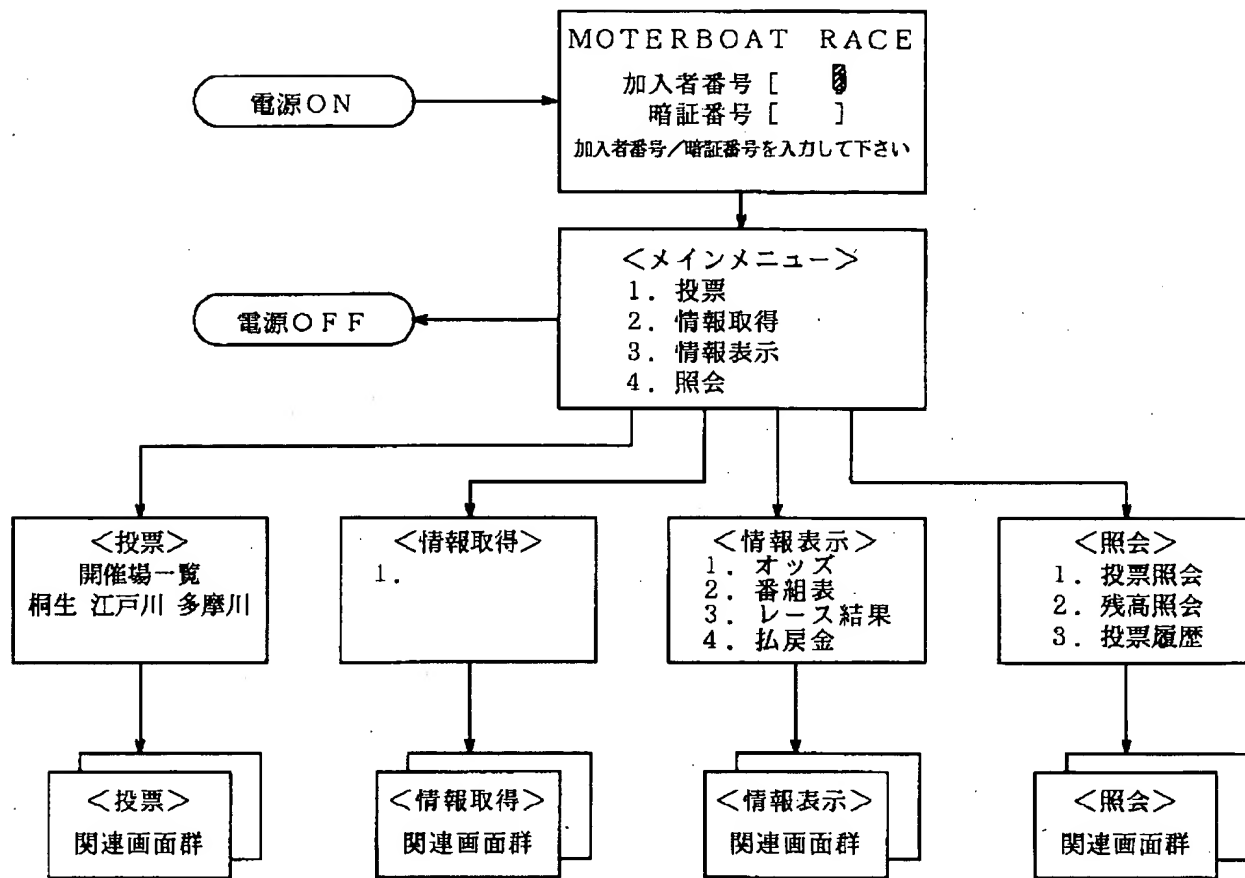 MOTERBOAT RACE
加入者番号 [
暗証番号 [ ]
加入者番号/暗証番号を入力して下さい
電源ON
<メインメニュー>
1. 投票
2. 情報取得
3. 情報表示
4. 照会
電源OFF
<投票>
開催場一覧
桐生 江戸川 多摩川
<情報取得>
1.
<情報表示>
1. オッズ
2. 番組表
3. レース結果
4. 払戻金
<照会>
1. 投票照会
2. 残高照会
3. 投票履歴
<投票>
関連画面群
<情報取得>
関連画面群
<情報表示>
関連画面群
<照会>
関連画面群